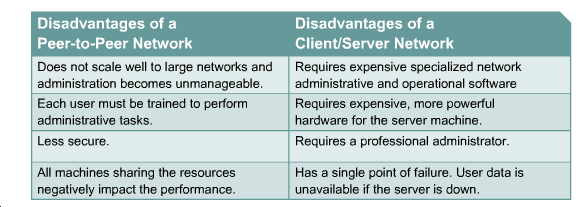 Disadvantages of a
Peer-to-Peer Network
Disadvantages of a
Client/Server Network
Does not scale well to large networks and
administration becomes unmanageable.
Requires expensive specialized network
administrative and operational software
Each user must be trained to perform
administrative tasks.
Requires expensive, more powerful
hardware for the server machine.
Less secure.
Requires a professional administrator.
All machines sharing the resources
negatively impact the performance.
Has a single point of failure. User data is
unavailable if the server is down.